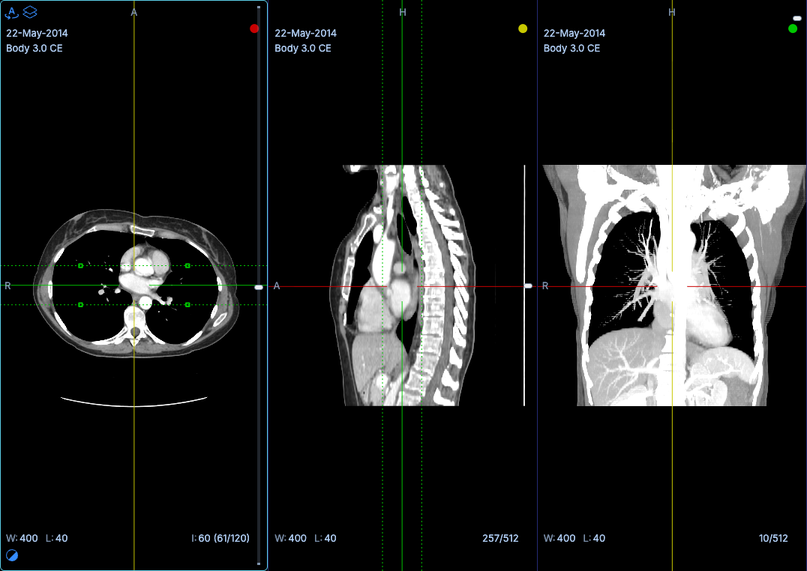 A
A
22-May-2014
Body 3.0 CE
R
W: 400 L: 40
I: 60 (61/120)
H
22-May-2014
Body 3.0 CE
A
W: 400 L: 40
257/512
H
22-May-2014
Body 3.0 CE
R
W: 400 L: 40
10/512